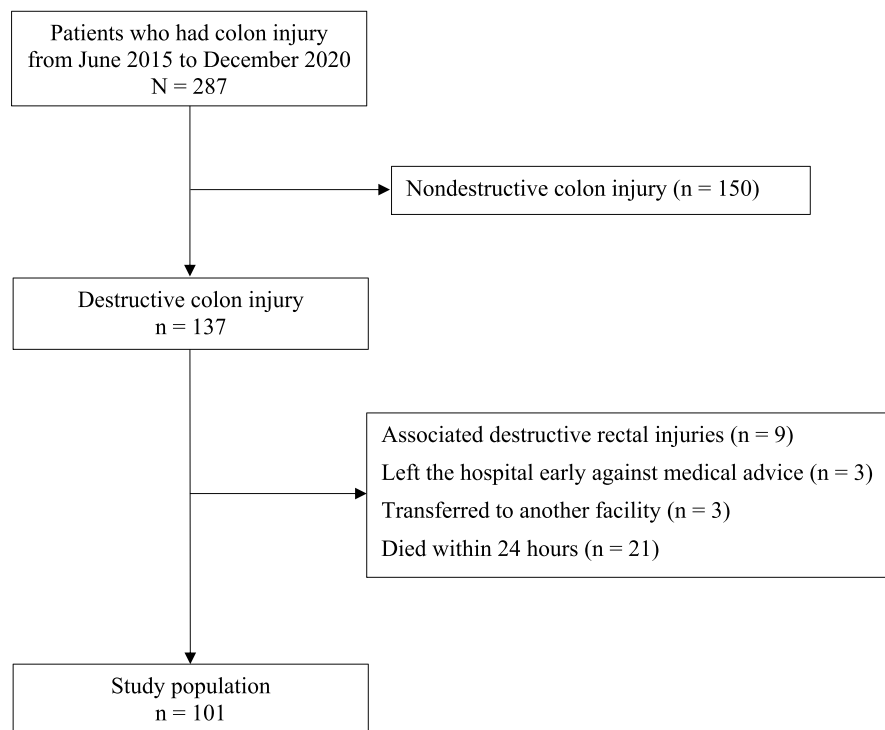 Patients who had colon injury
from June 2015 to December 2020
N = 287
Nondestructive colon injury (n = 150)
Destructive colon injury
n = 137
Associated destructive rectal injuries (n = 9)
Left the hospital early against medical advice (n = 3)
Transferred to another facility (n = 3)
Died within 24 hours (n = 21)
Study population
n = 101